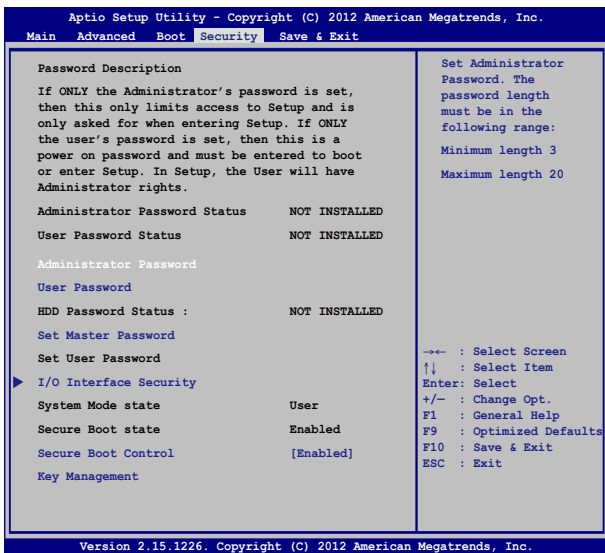 Aptio Setup Utility - Copyright (C) 2012 American Megatrends, Inc.
Main Advanced Boot Security Save & Exit
Password Description
If ONLY the Administrator's password is set,
then this only limits access to Setup and is
only asked for when entering Setup. If ONLY
the user's password is set, then this is a
power on password and must be entered to boot
or enter Setup. In Setup, the User will have
Administrator rights.
Administrator Password Status NOT INSTALLED
User Password Status NOT INSTALLED
Administrator Password
User Password
HDD Password Status : NOT INSTALLED
Set Master Password
Set User Password
I/O Interface Security
System Mode state User
Secure Boot state Enabled
Secure Boot Control [Enabled]
Key Management
Set Administrator
Password. The
password length
must be in the
following range:
Minimum length 3
Maximum length 20
→← : Select Screen
↑↓ : Select Item
Enter: Select
+/— : Change Opt.
F1 : General Help
F9 : Optimized Defaults
F10 : Save & Exit
ESC : Exit
Version 2.15.1226. Copyright (C) 2012 American Megatrends, Inc.